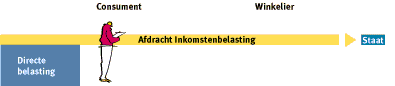 Consument Winkelier
Afdracht Inkomstenbelasting Staat
Directe
belasting